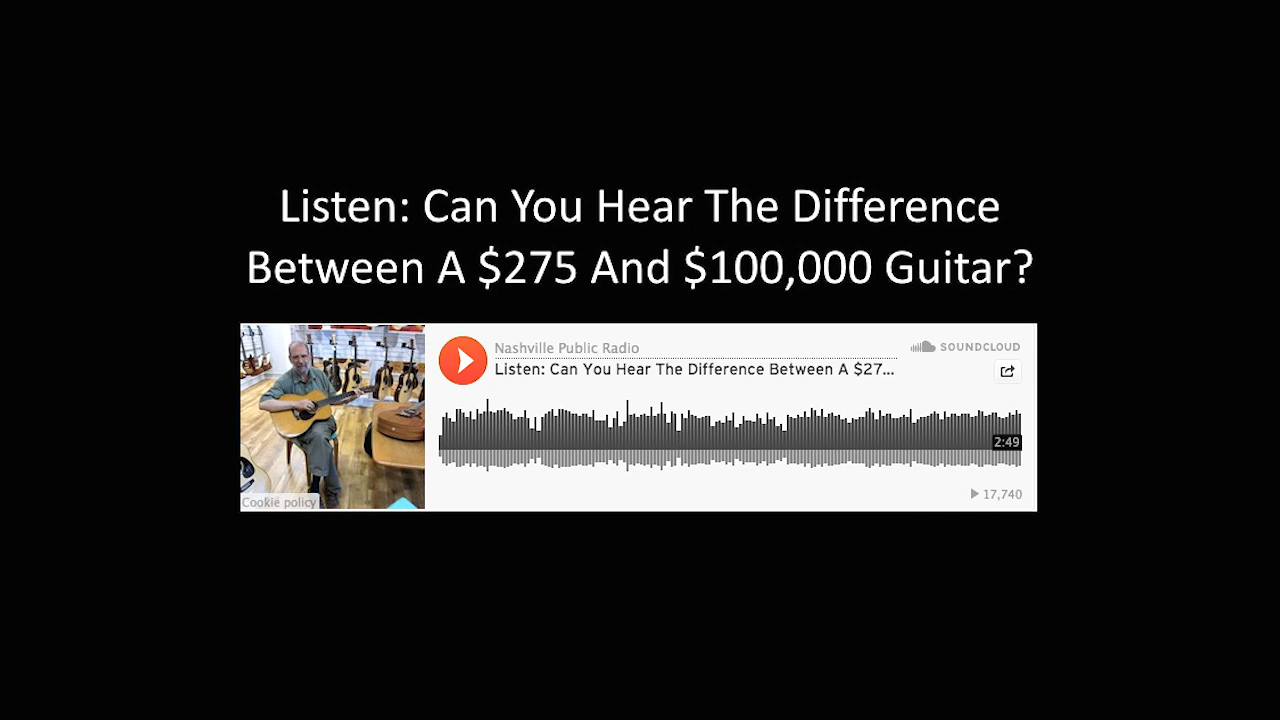 Listen: Can You Hear The Difference
Between A $275 And $100,000 Guitar?
Nashville Public Radio
SOUNDCLOUD
Listen: Can You Hear The Difference Between A $27...
2:49
Cookie policy
17,740